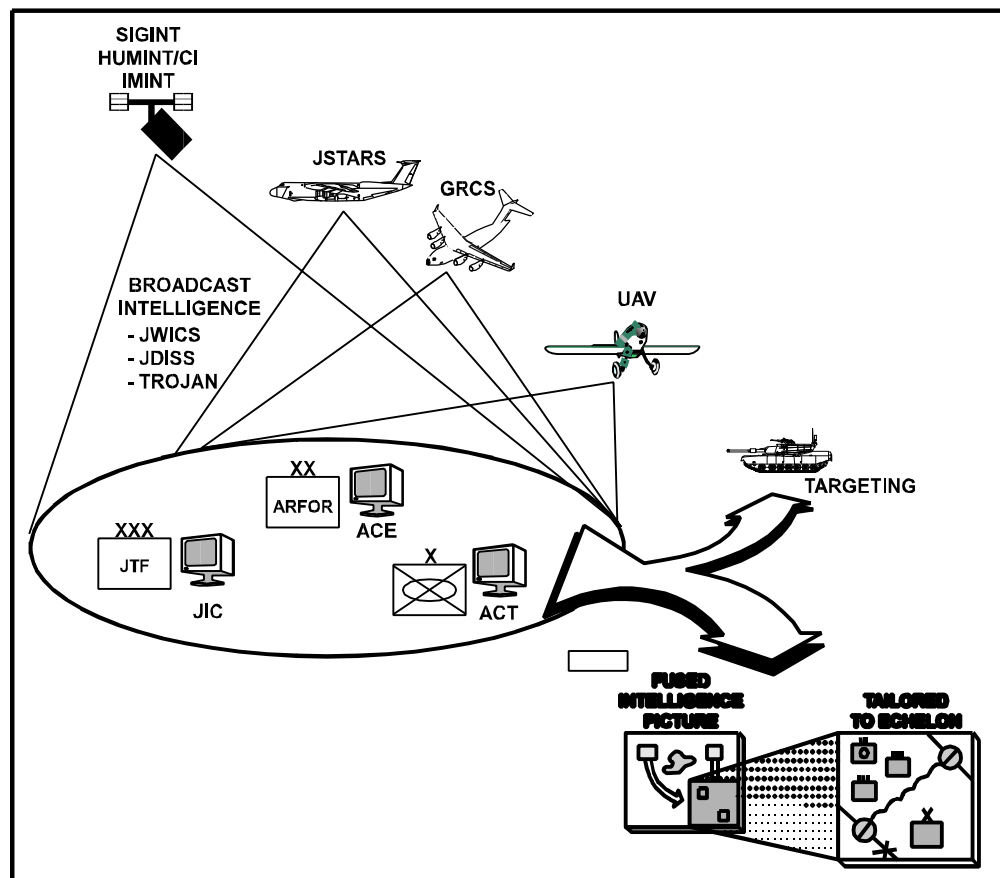 SIGINT
HUMINT/CI
IMINT
JSTARS
GRCS
BROADCAST
INTELLIGENCE
- JWICS
- JDISS
- TROJAN
UAV
TARGETING
XX
ARFOR
ACE
XXX
JTF
JIC
X
ACT
FUSED
INTELLIGENCE
PICTURE
TAILORED
TO ECHELON
X